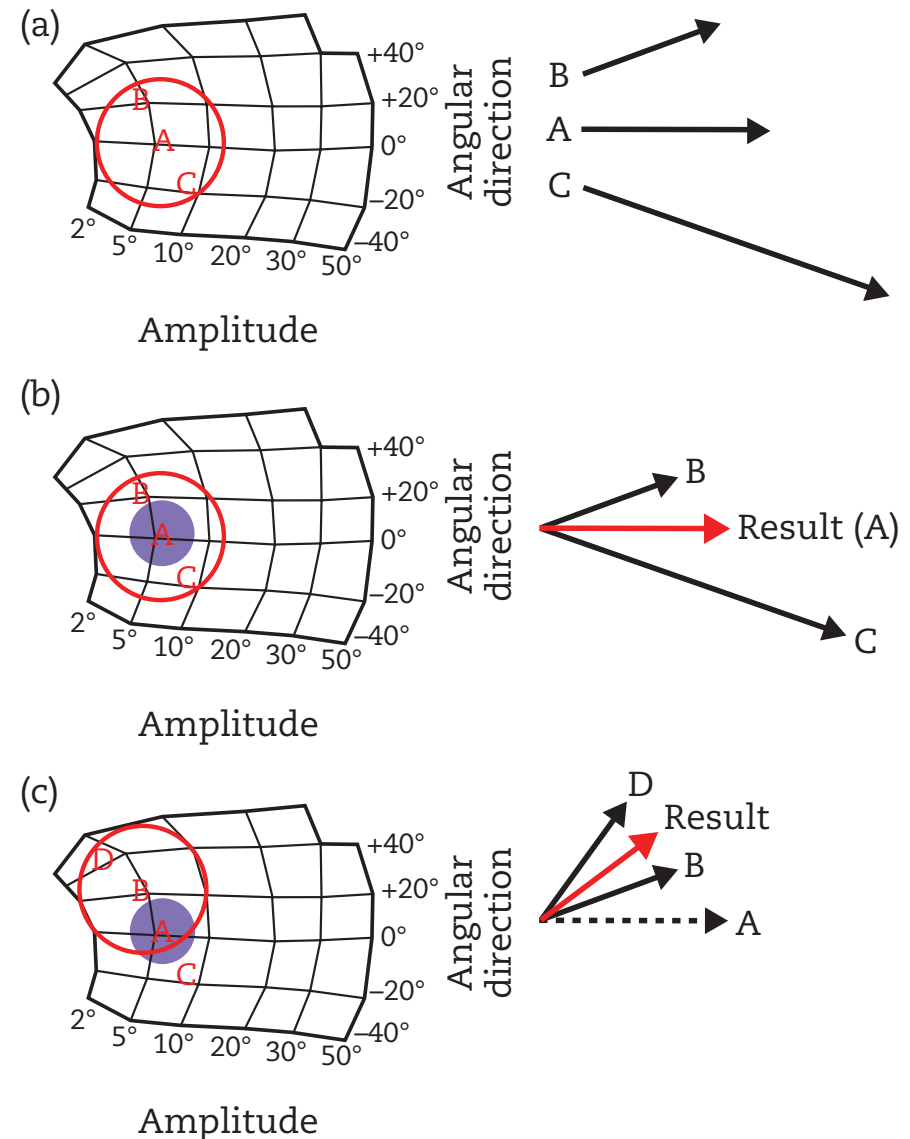 (a)
B
A
C
+40°
+20°
0°
−20°
−40°
2°
5°
10°
20°
30°
50°
Amplitude
Angular
direction
B
A
C
(b)
B
A
C
+40°
+20°
0°
−20°
−40°
2°
5°
10°
20°
30°
50°
Amplitude
Angular
direction
B
Result (A)
C
(c)
D
B
A
C
+40°
+20°
0°
−20°
−40°
2°
5°
10°
20°
30°
50°
Amplitude
Angular
direction
D
Result
B
A